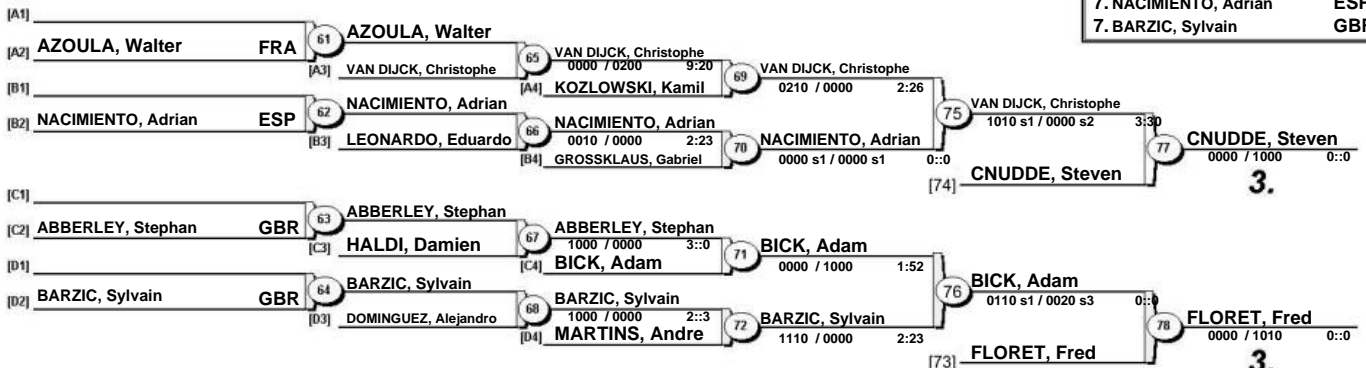 7. NACIMIENTO, Adrian ESP
7. BARZIC, Sylvain GBR
[A1]
[A2] AZOULA, Walter FRA
61
AZOULA, Walter
[A3] VAN DIJCK, Christophe
65
VAN DIJCK, Christophe
0000 / 0200 9:20
[A4] KOZLOWSKI, Kamil
69
VAN DIJCK, Christophe
0210 / 0000 2:26
[B1]
[B2] NACIMIENTO, Adrian ESP
62
NACIMIENTO, Adrian
[B3] LEONARDO, Eduardo
66
NACIMIENTO, Adrian
0010 / 0000 2:23
[B4] GROSSKLAUS, Gabriel
70
NACIMIENTO, Adrian
0000 s1 / 0000 s1 0::0
75
VAN DIJCK, Christophe
1010 s1 / 0000 s2 3:30
[74] CNUDDE, Steven
77
CNUDDE, Steven
0000 / 1000 0::0
3.
[C1]
[C2] ABBERLEY, Stephan GBR
63
ABBERLEY, Stephan
[C3] HALDI, Damien
67
ABBERLEY, Stephan
1000 / 0000 3::0
[C4] BICK, Adam
71
BICK, Adam
0000 / 1000 1:52
[D1]
[D2] BARZIC, Sylvain GBR
64
BARZIC, Sylvain
[D3] DOMINGUEZ, Alejandro
68
BARZIC, Sylvain
1000 / 0000 2::3
[D4] MARTINS, Andre
72
BARZIC, Sylvain
1110 / 0000 2:23
76
BICK, Adam
0110 s1 / 0020 s3 0::0
[73] FLORET, Fred
78
FLORET, Fred
0000 / 1010 0::0
3.